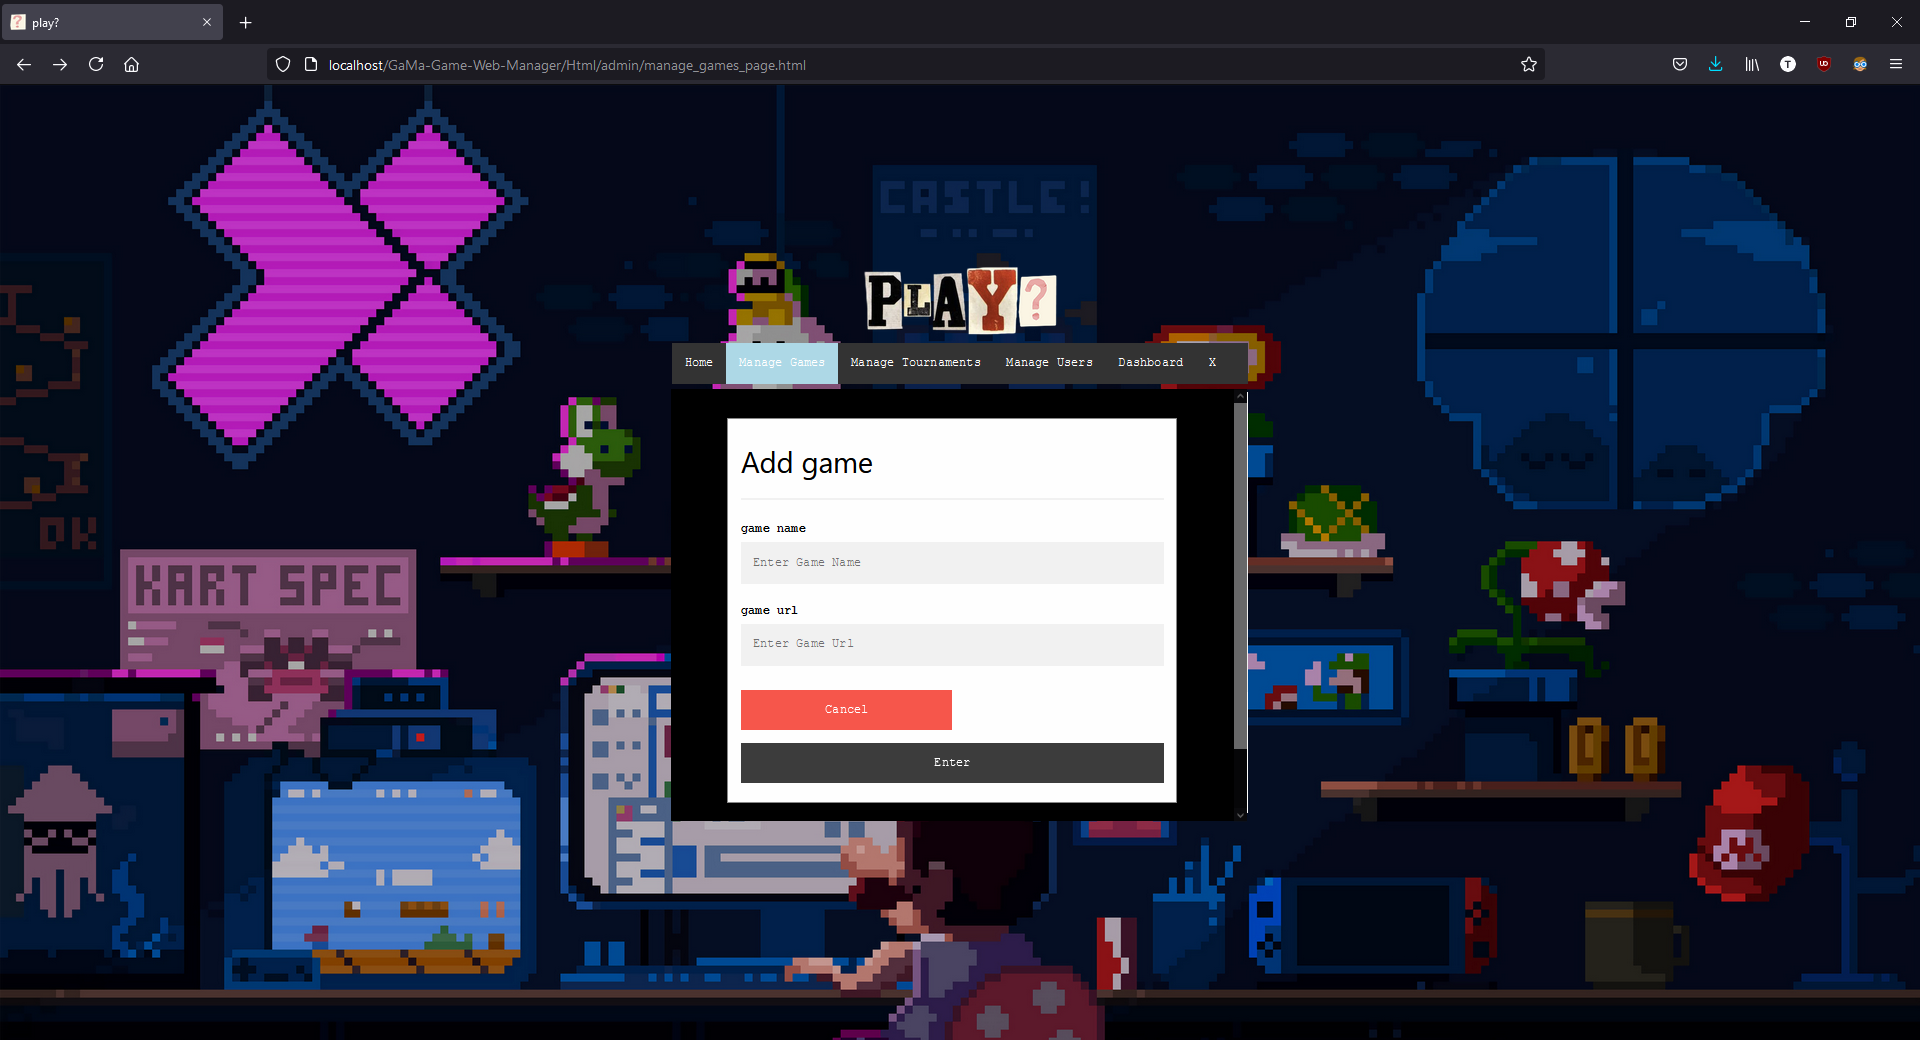 play?
localhost/GaMa-Game-Web-Manager/Html/admin/manage_games_page.html
CASTLE!
PLAY?
Home Manage Games Manage Tournaments Manage Users Dashboard X
Add game
game name
Enter Game Name
DK
KART SPEC
game url
Enter Game Url
Cancel
Enter